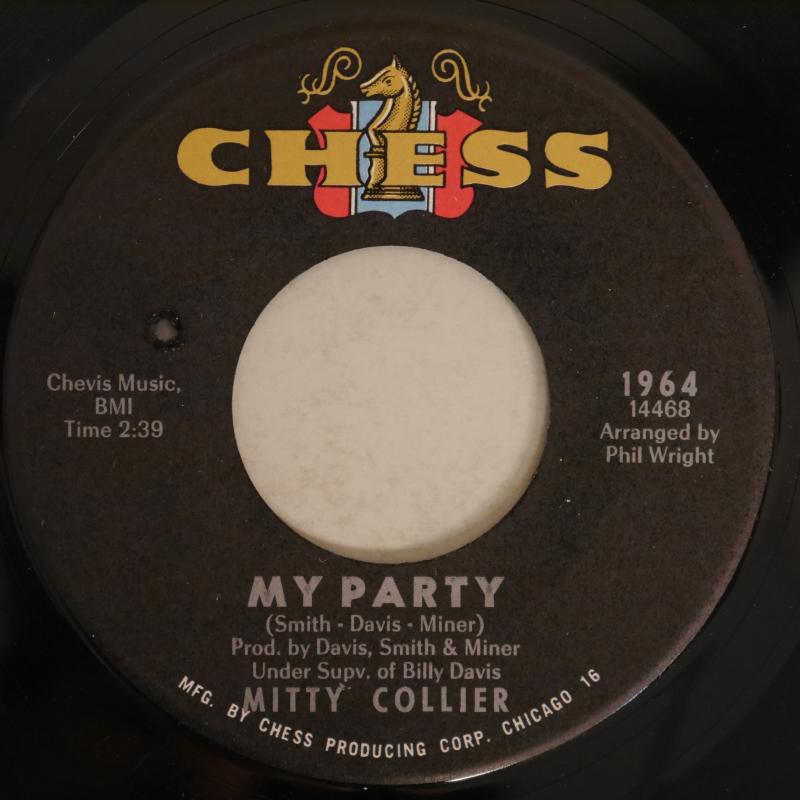 CHESS
Chevis Music,
BMI
Time 2:39
1964
14468
Arranged by
Phil Wright
MY PARTY
(Smith - Davis - Miner)
Prod. by Davis, Smith & Miner
Under Supv. of Billy Davis
MITTY COLLIER
MFG. BY CHESS PRODUCING CORP. CHICAGO 16